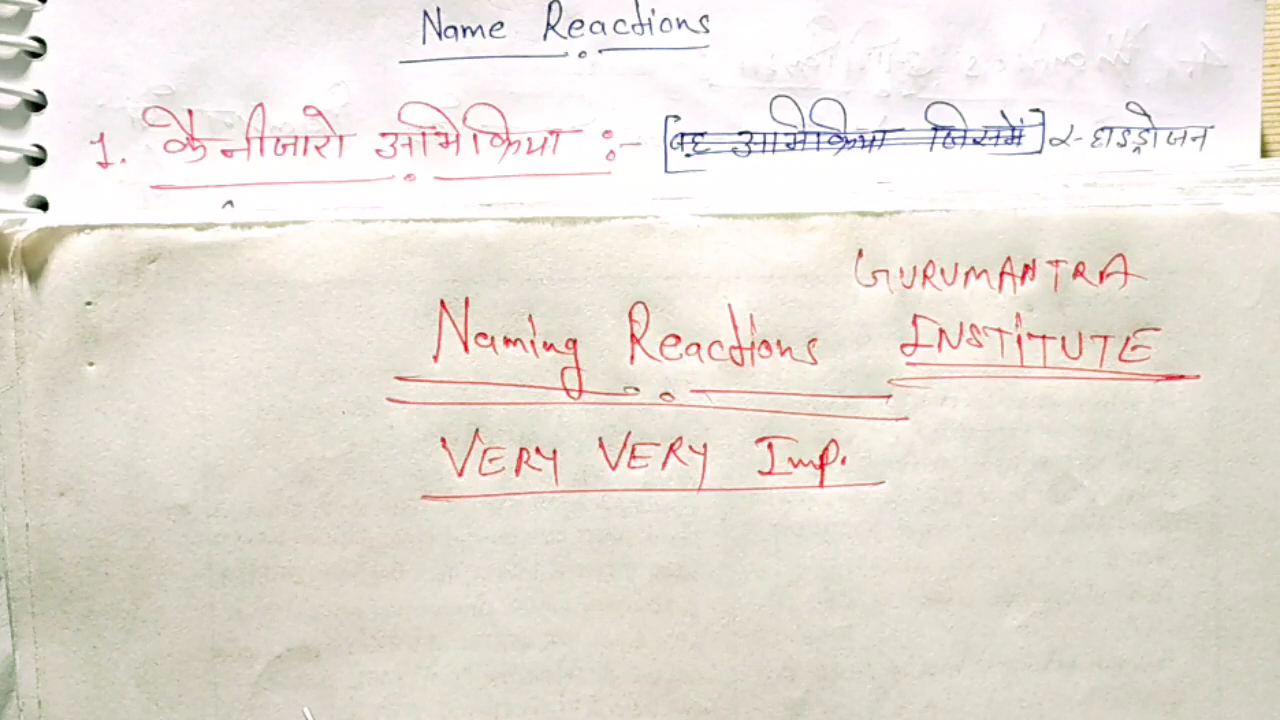 Name Reactions
1. कैनीजारो अभिक्रिया :- [वह अभिक्रिया जिसमें] α-हाइड्रोजन
GURUMANTRA
Naming Reactions INSTITUTE
VERY VERY Imp.